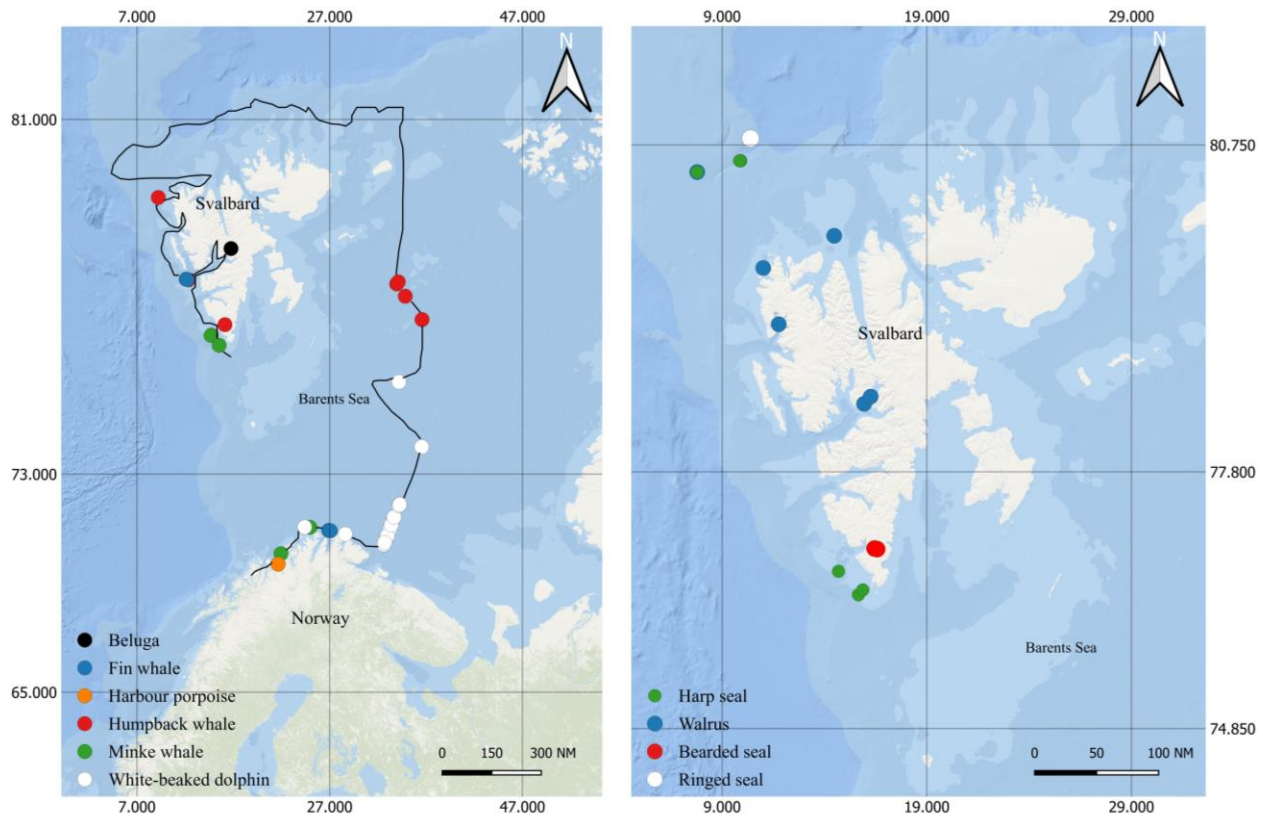 7.000 27.000 47.000
N
81.000
Svalbard
Barents Sea
73.000
Norway
65.000
Beluga
Fin whale
Harbour porpoise
Humpback whale
Minke whale
White-beaked dolphin
0 150 300 NM
7.000 27.000 47.000
9.000 19.000 29.000
N
80.750
Svalbard
77.800
Barents Sea
74.850
Harp seal
Walrus
Bearded seal
Ringed seal
0 50 100 NM
9.000 19.000 29.000